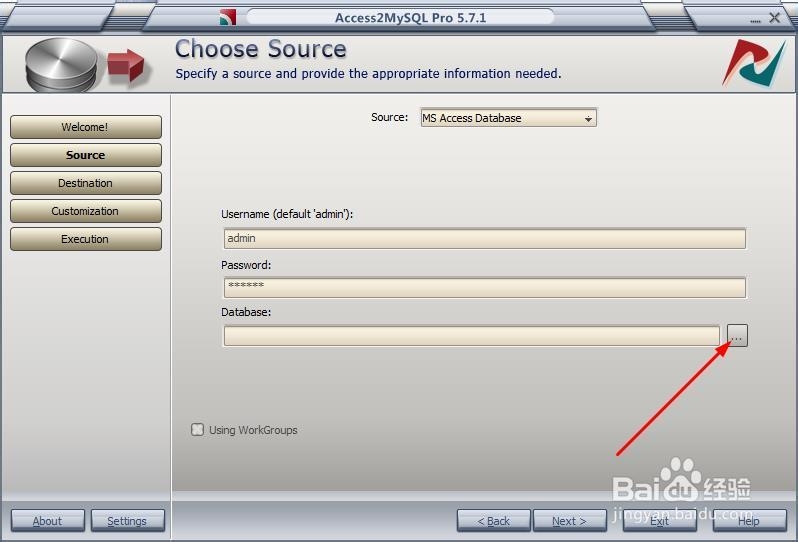 Access2MySQL Pro 5.7.1
Choose Source
Specify a source and provide the appropriate information needed.
Source: MS Access Database
Welcome!
Source
Destination
Customization
Execution
Username (default 'admin'):
admin
Password:
******
Database:
...
Using WorkGroups
Baidu 经验
jingyan.baidu.com
About Settings < Back Next > Exit Help